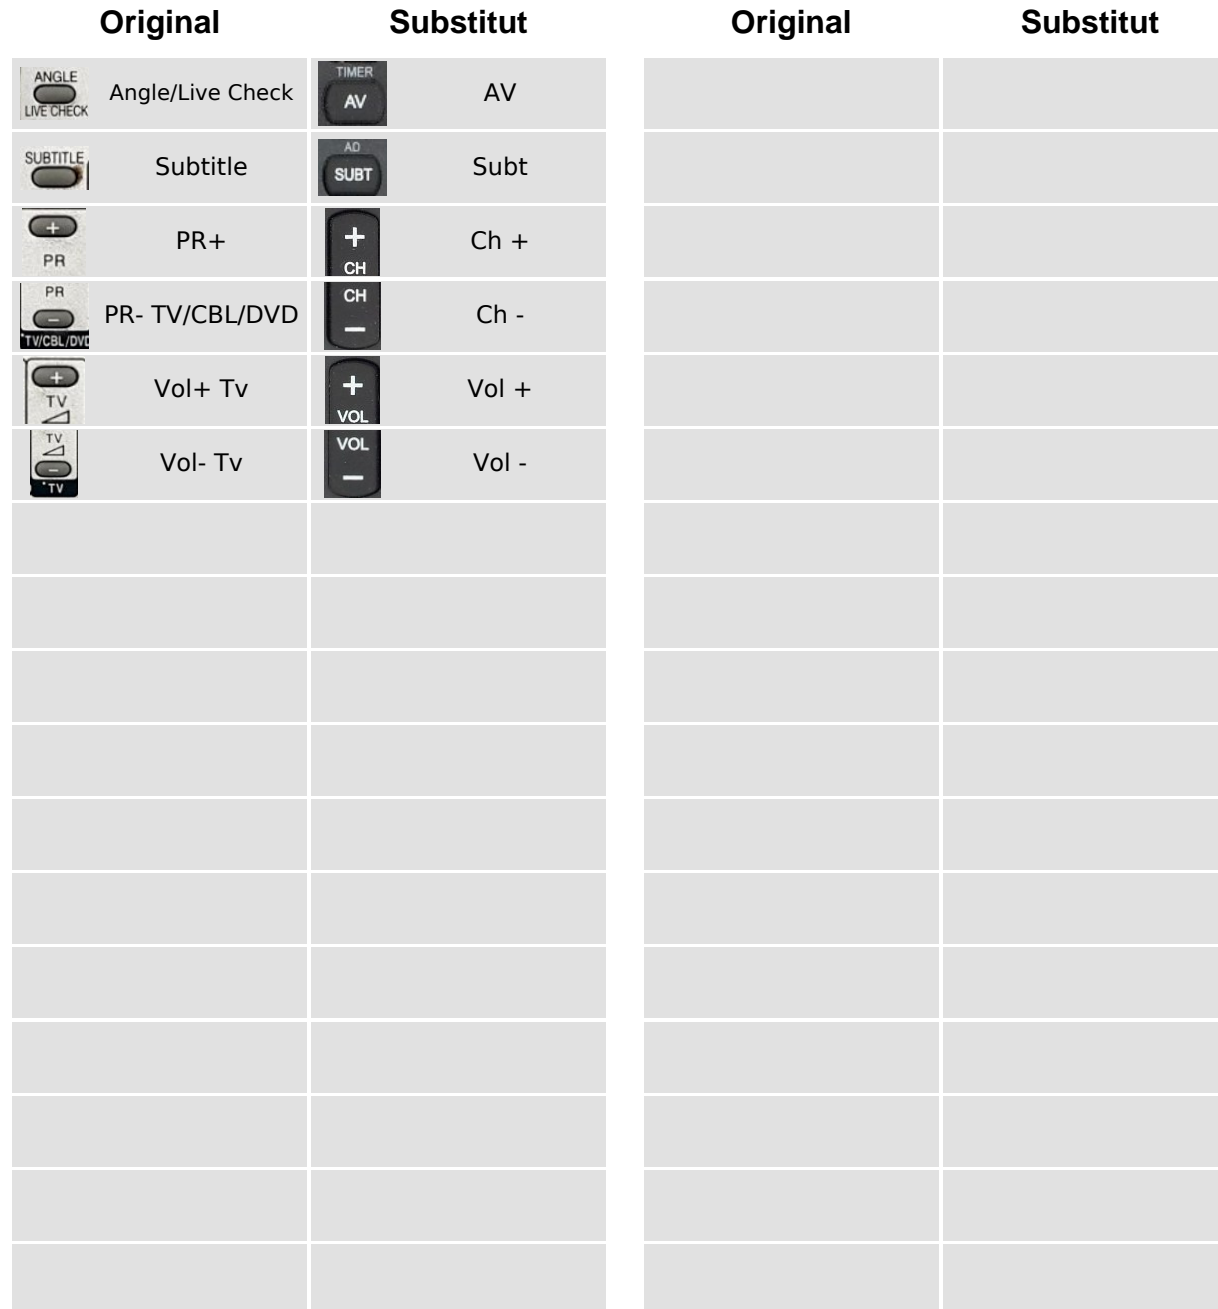 Original Substitut Original Substitut
ANGLE
LIVE CHECK
Angle/Live Check
TIMER
AV
AV
SUBTITLE
Subtitle
AD
SUBT
Subt
+
PR
PR+
+
CH
Ch +
PR
-
TV/CBL/DVD
PR- TV/CBL/DVD
CH
-
Ch -
+
TV
Vol+ Tv
+
VOL
Vol +
TV
-
TV
Vol- Tv
VOL
-
Vol -